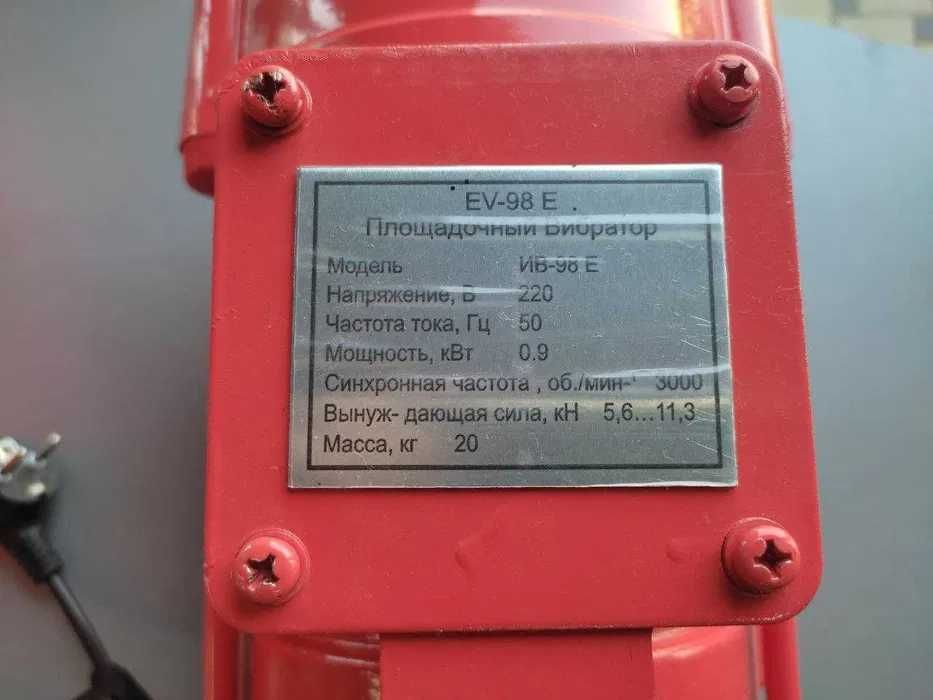 EV-98 E .
Площадочный Вибратор
Модель ИВ-98 Е
Напряжение, В 220
Частота тока, Гц 50
Мощность, кВт 0.9
Синхронная частота , об./мин-¹ 3000
Вынуж- дающая сила, кН 5,6...11,3
Масса, кг 20